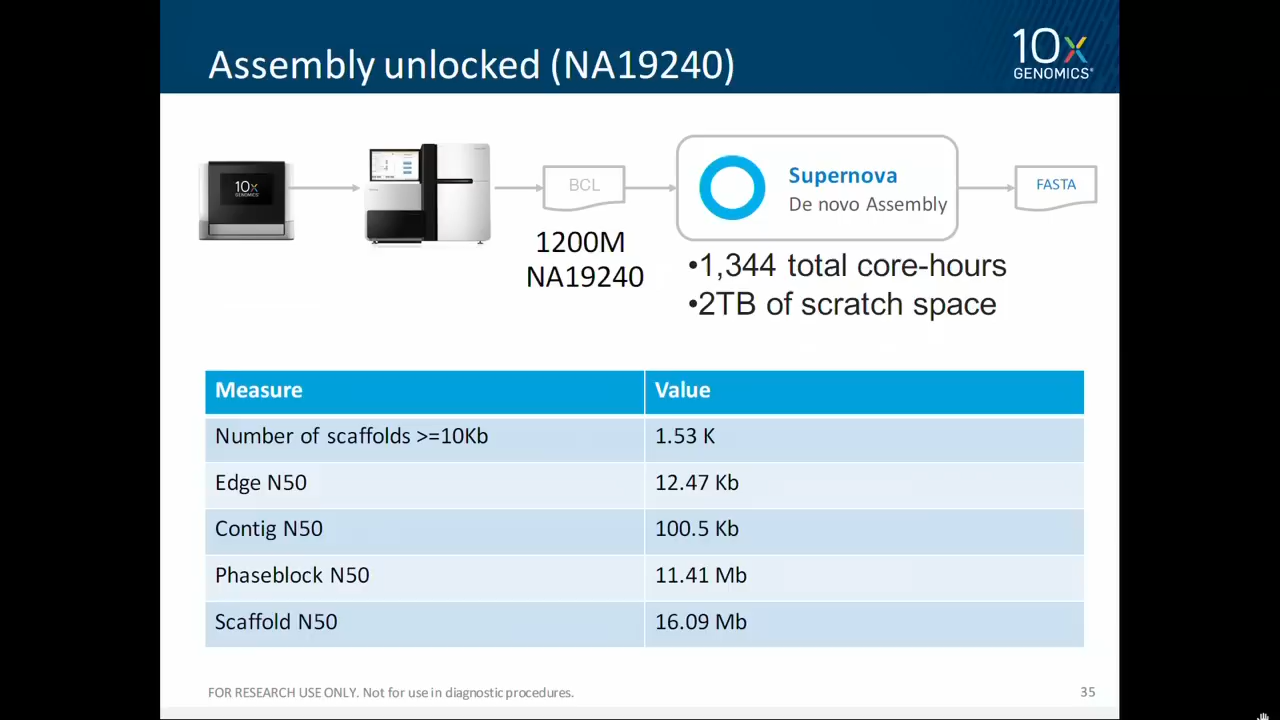 Assembly unlocked (NA19240)
10x
GENOMICS®
10x
GENOMICS
BCL
Supernova
De novo Assembly
FASTA
1200M
NA19240
•1,344 total core-hours
•2TB of scratch space
Measure Value
Number of scaffolds >=10Kb 1.53 K
Edge N50 12.47 Kb
Contig N50 100.5 Kb
Phaseblock N50 11.41 Mb
Scaffold N50 16.09 Mb
FOR RESEARCH USE ONLY. Not for use in diagnostic procedures. 35